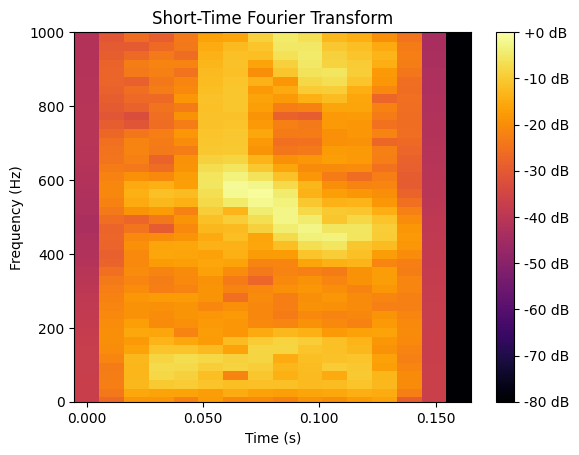 Short-Time Fourier Transform
Frequency (Hz)
1000
800
600
400
200
0
0.000
0.050
0.100
0.150
Time (s)
+0 dB
-10 dB
-20 dB
-30 dB
-40 dB
-50 dB
-60 dB
-70 dB
-80 dB